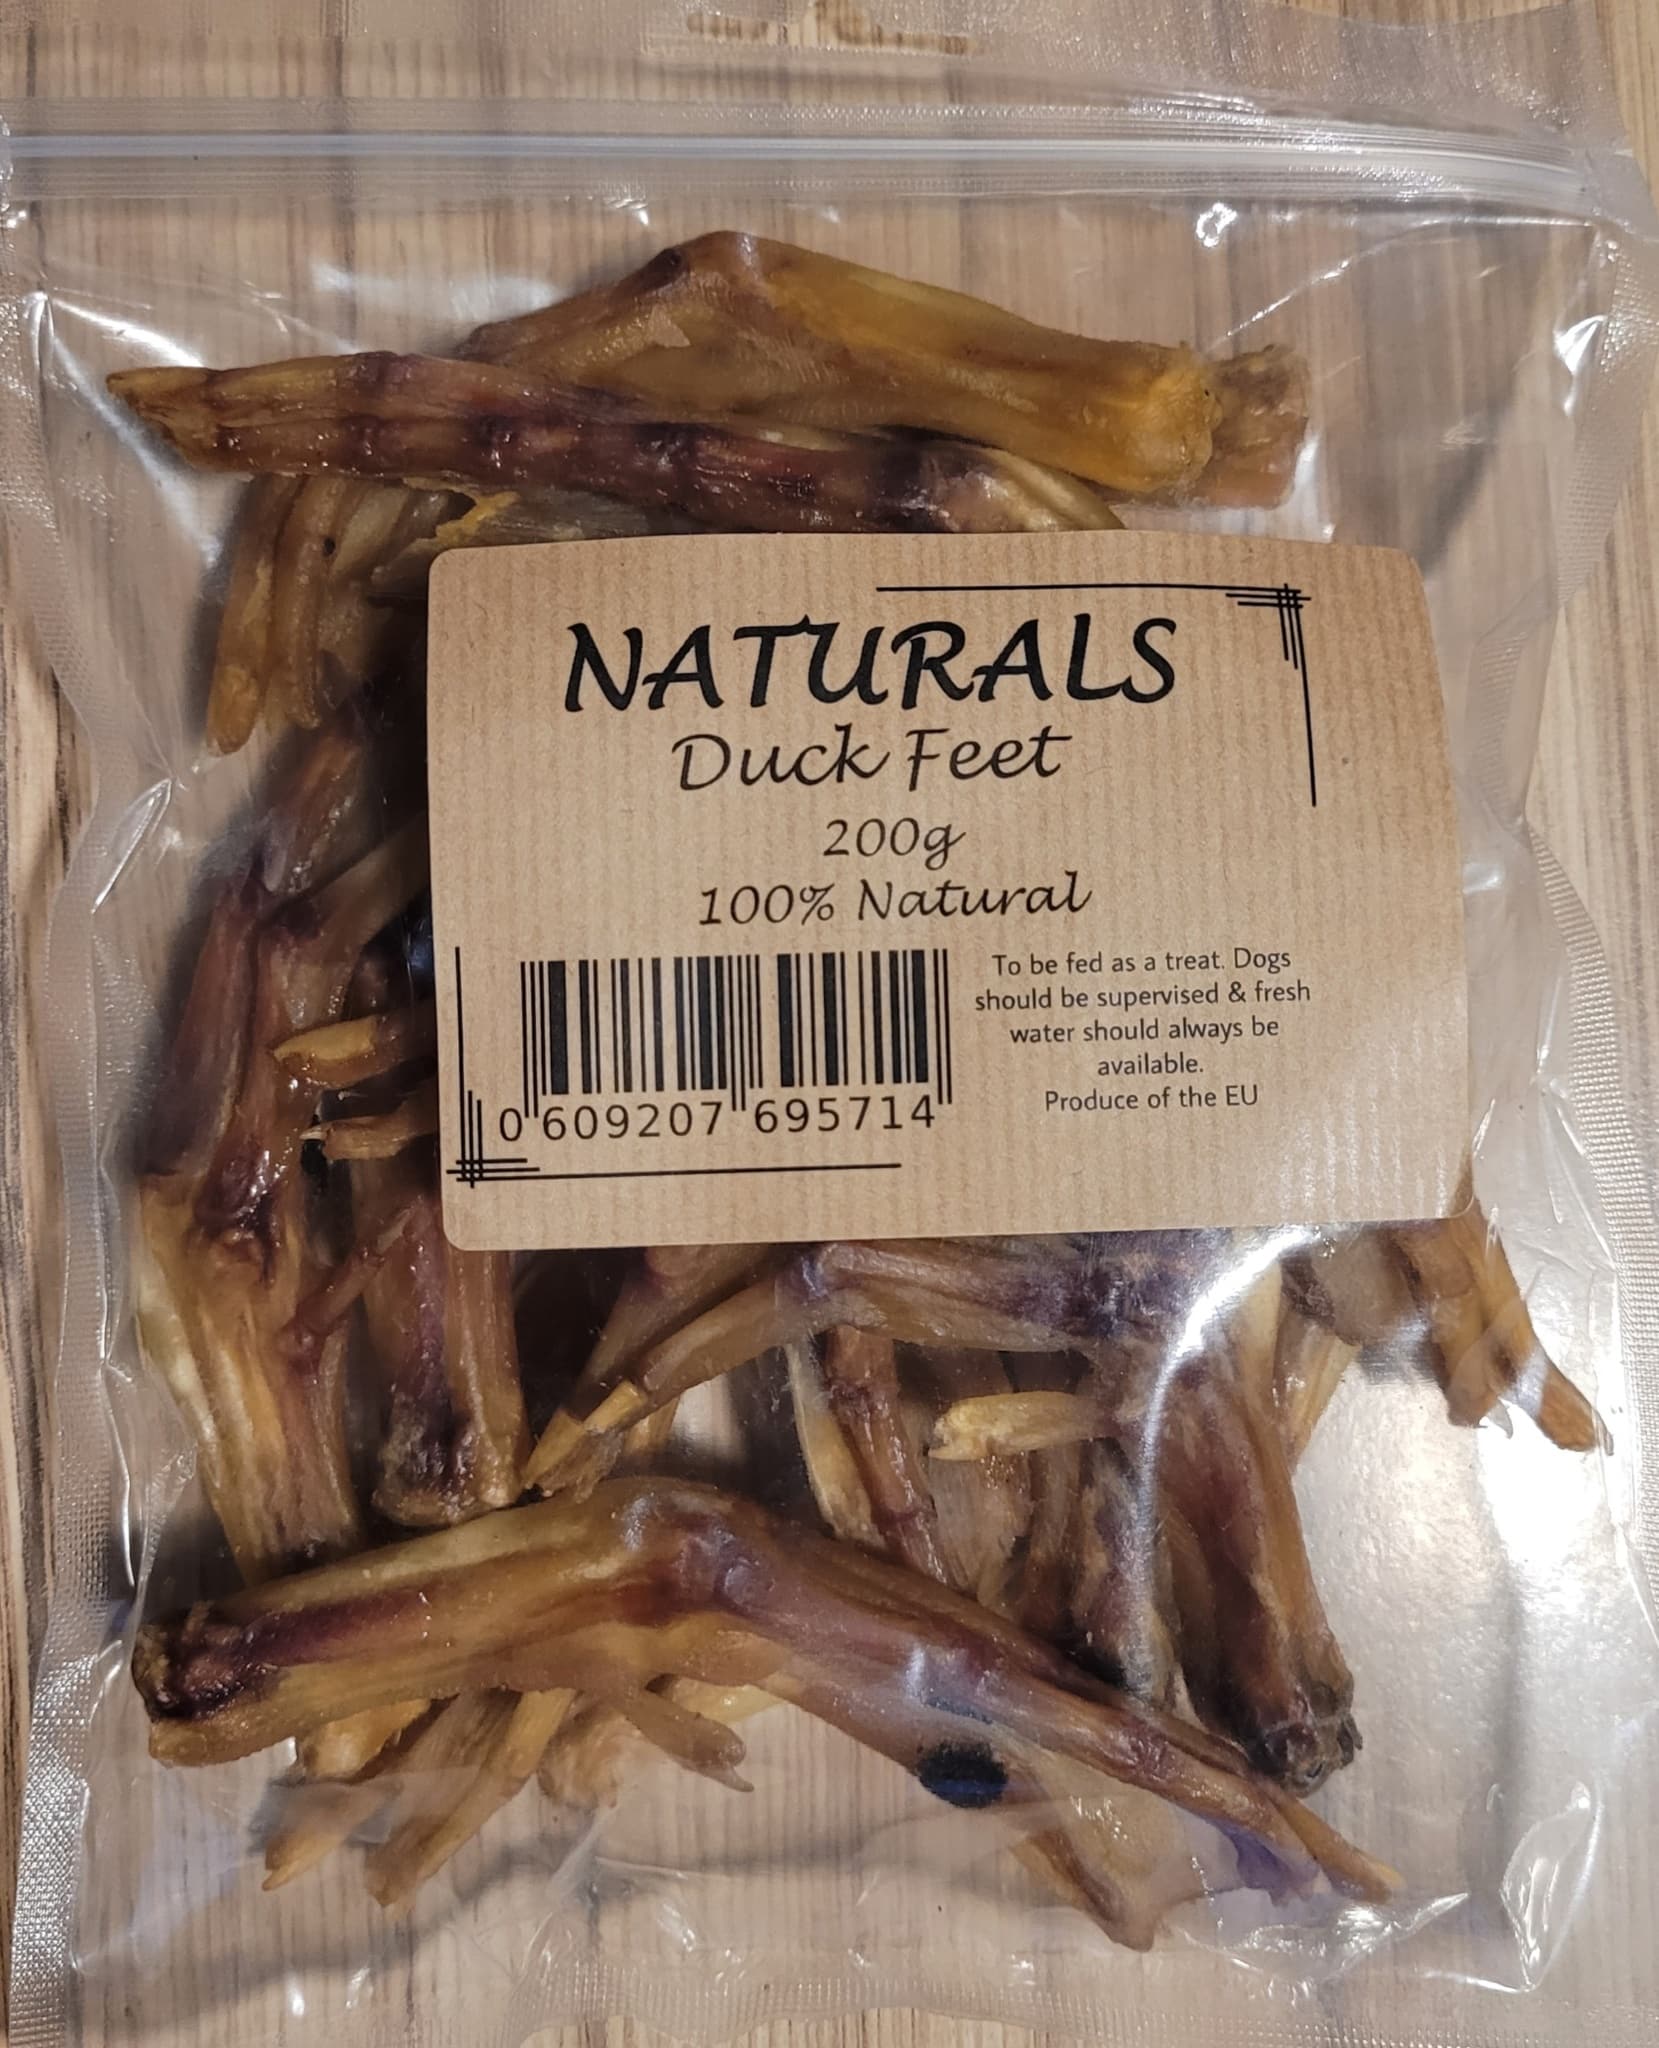 NATURALS
Duck Feet
200g
100% Natural
To be fed as a treat. Dogs
should be supervised & fresh
water should always be
available.
Produce of the EU
0 609207 695714